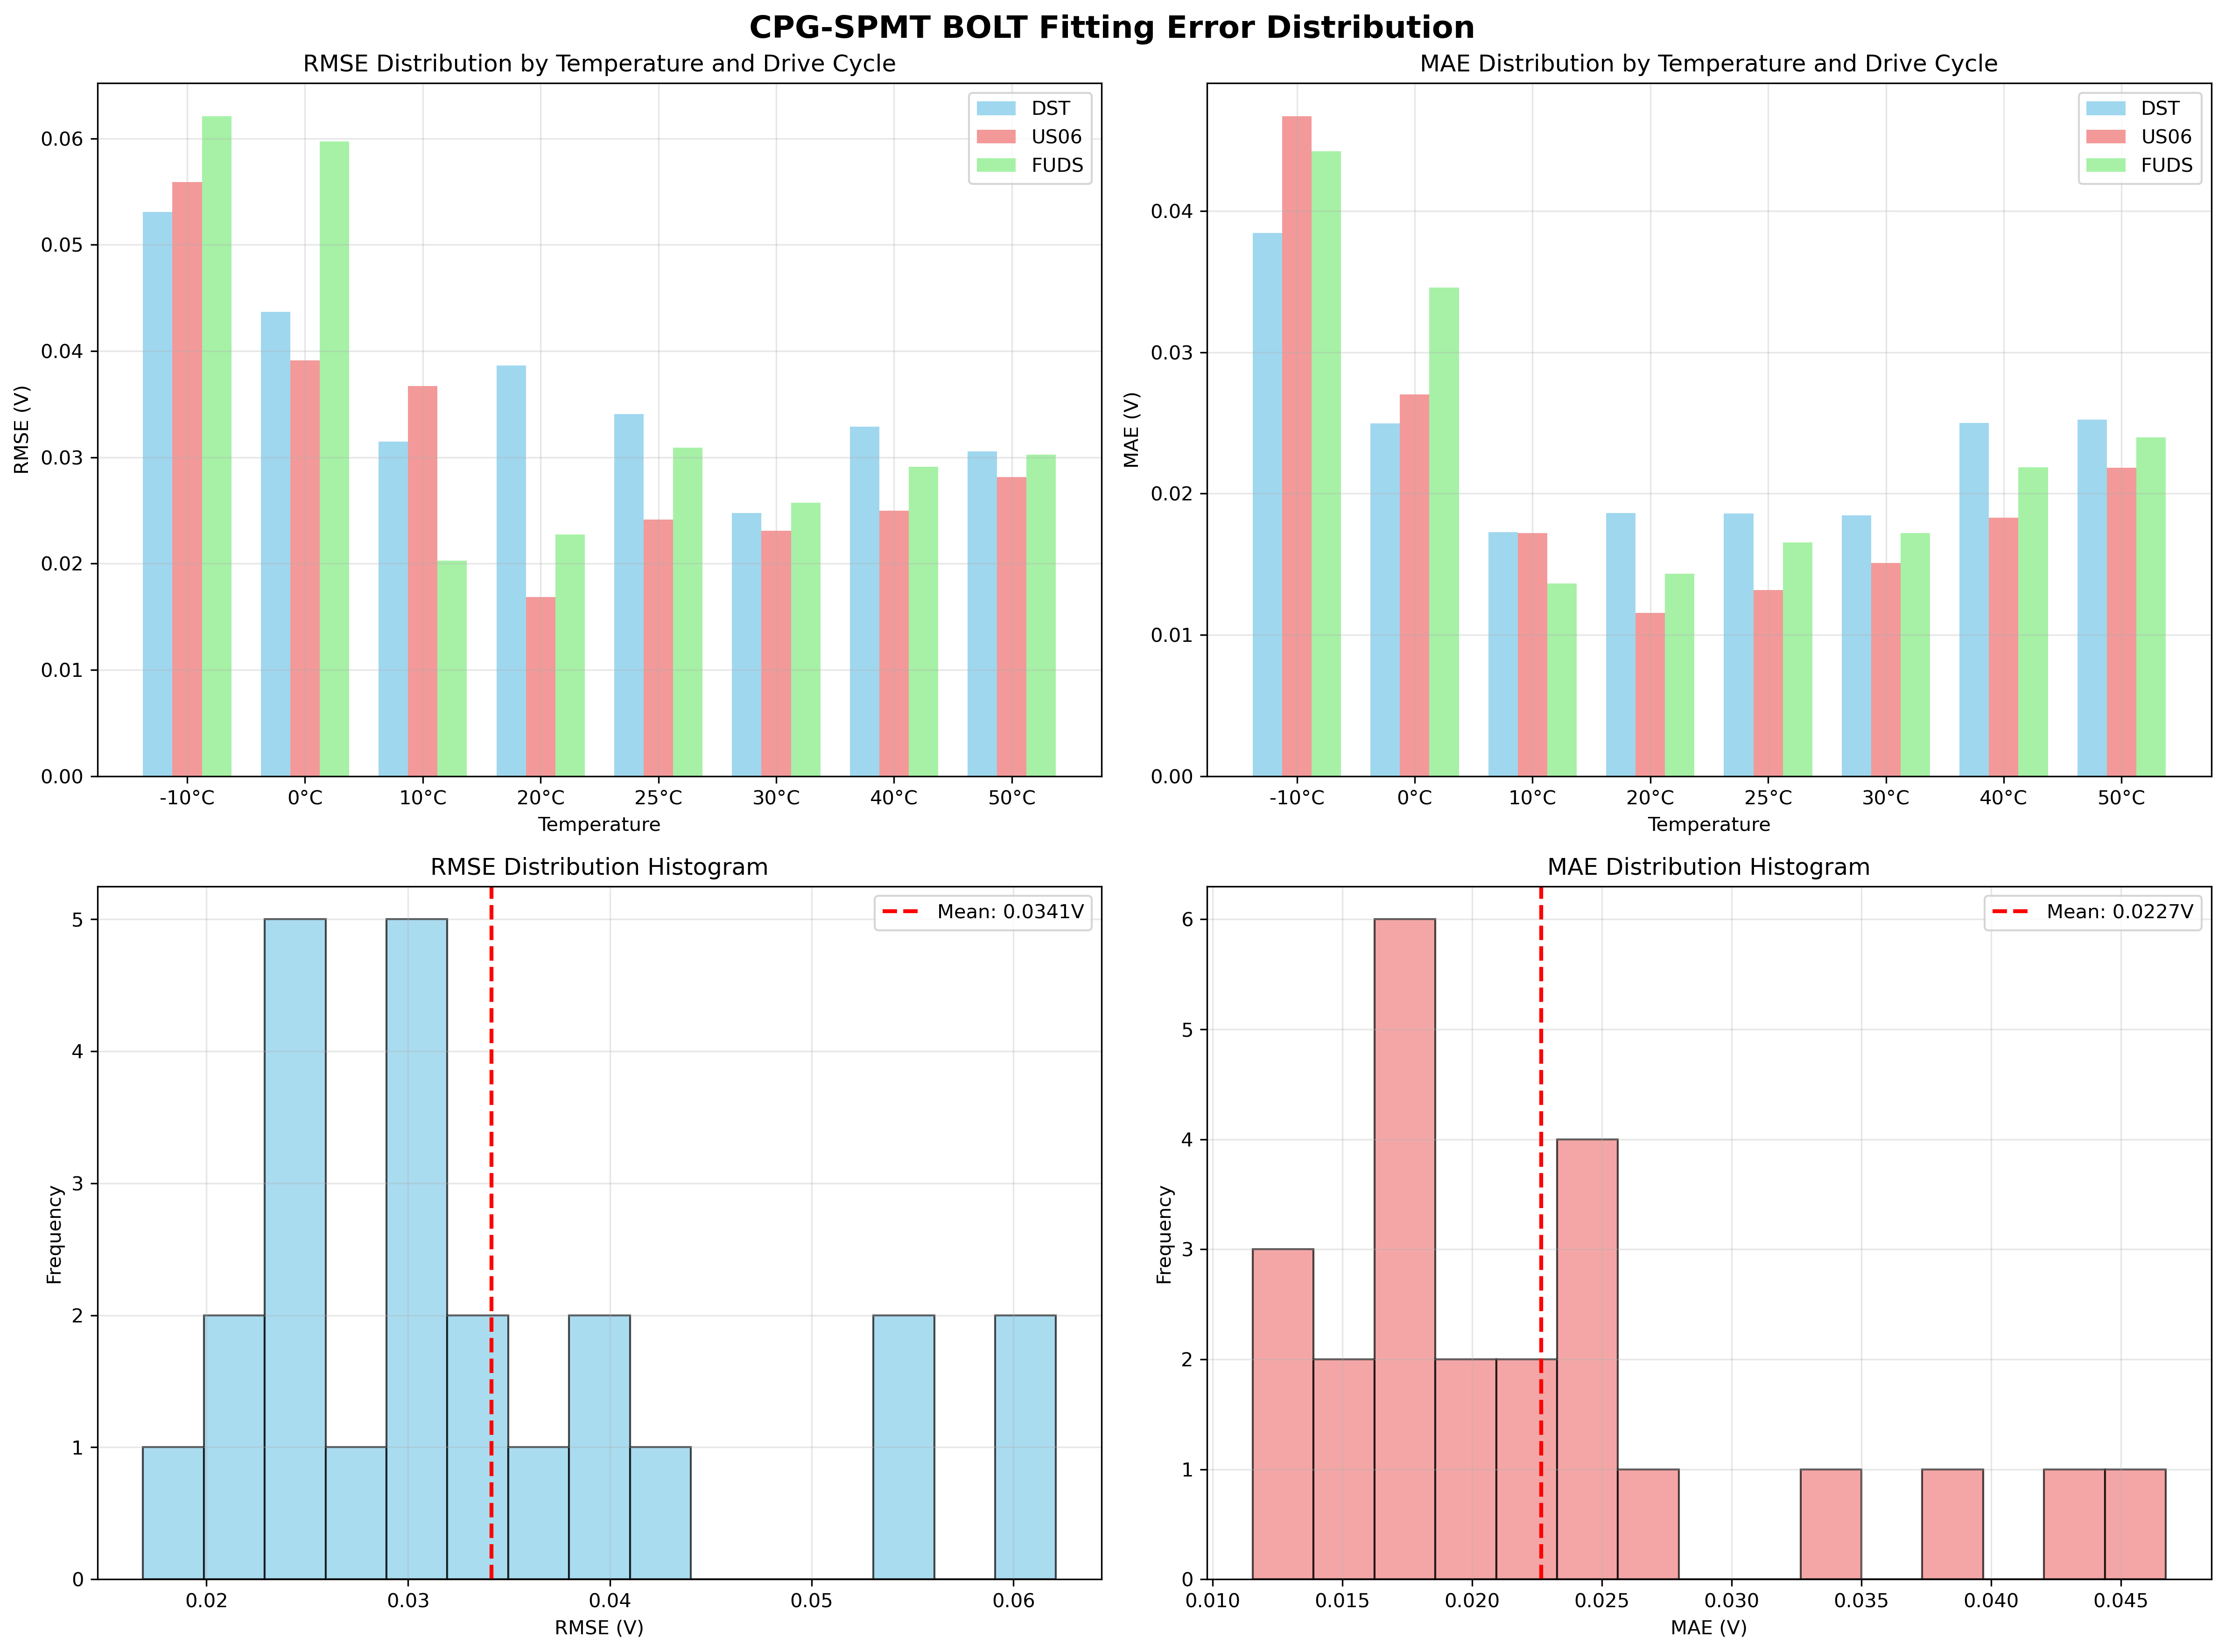 CPG-SPMT BOLT Fitting Error Distribution
RMSE Distribution by Temperature and Drive Cycle
DST
US06
FUDS
RMSE (V)
0.06
0.05
0.04
0.03
0.02
0.01
0.00
-10°C 0°C 10°C 20°C 25°C 30°C 40°C 50°C
Temperature
MAE Distribution by Temperature and Drive Cycle
DST
US06
FUDS
MAE (V)
0.04
0.03
0.02
0.01
0.00
-10°C 0°C 10°C 20°C 25°C 30°C 40°C 50°C
Temperature
RMSE Distribution Histogram
Mean: 0.0341V
Frequency
5
4
3
2
1
0
0.02 0.03 0.04 0.05 0.06
RMSE (V)
MAE Distribution Histogram
Mean: 0.0227V
Frequency
6
5
4
3
2
1
0
0.010 0.015 0.020 0.025 0.030 0.035 0.040 0.045
MAE (V)